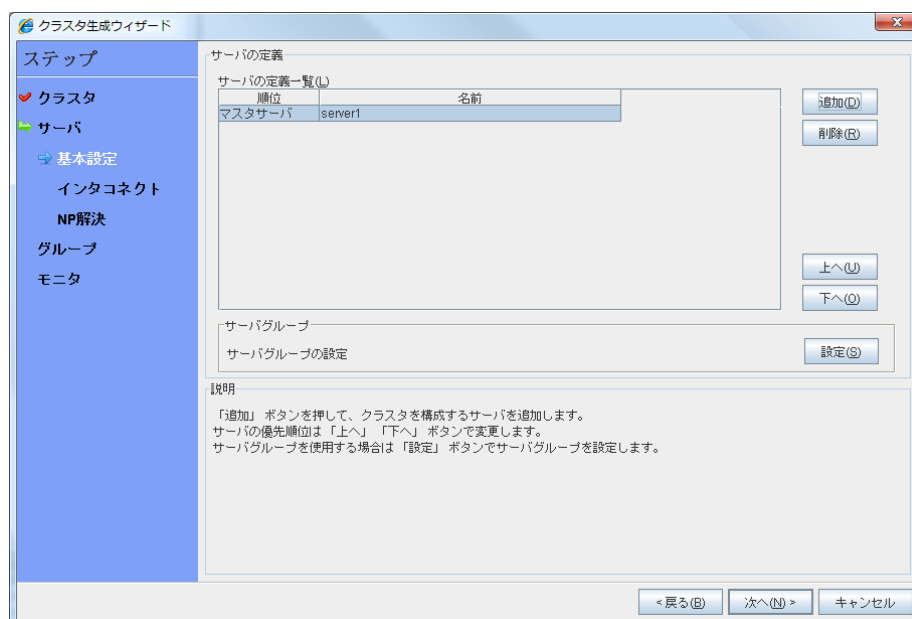 クラスタ生成ウィザード
ステップ
クラスタ
サーバ
基本設定
インタコネクト
NP解決
グループ
モニタ
サーバの定義
サーバの定義一覧(L)
順位 名前
マスタサーバ server1
追加(D)
削除(R)
上へ(U)
下へ(O)
サーバグループ
サーバグループの設定
設定(S)
説明
「追加」 ボタンを押して、クラスタを構成するサーバを追加します。
サーバの優先順位は 「上へ」 「下へ」 ボタンで変更します。
サーバグループを使用する場合は 「設定」 ボタンでサーバグループを設定します。
<戻る(B) 次へ(N)> キャンセル